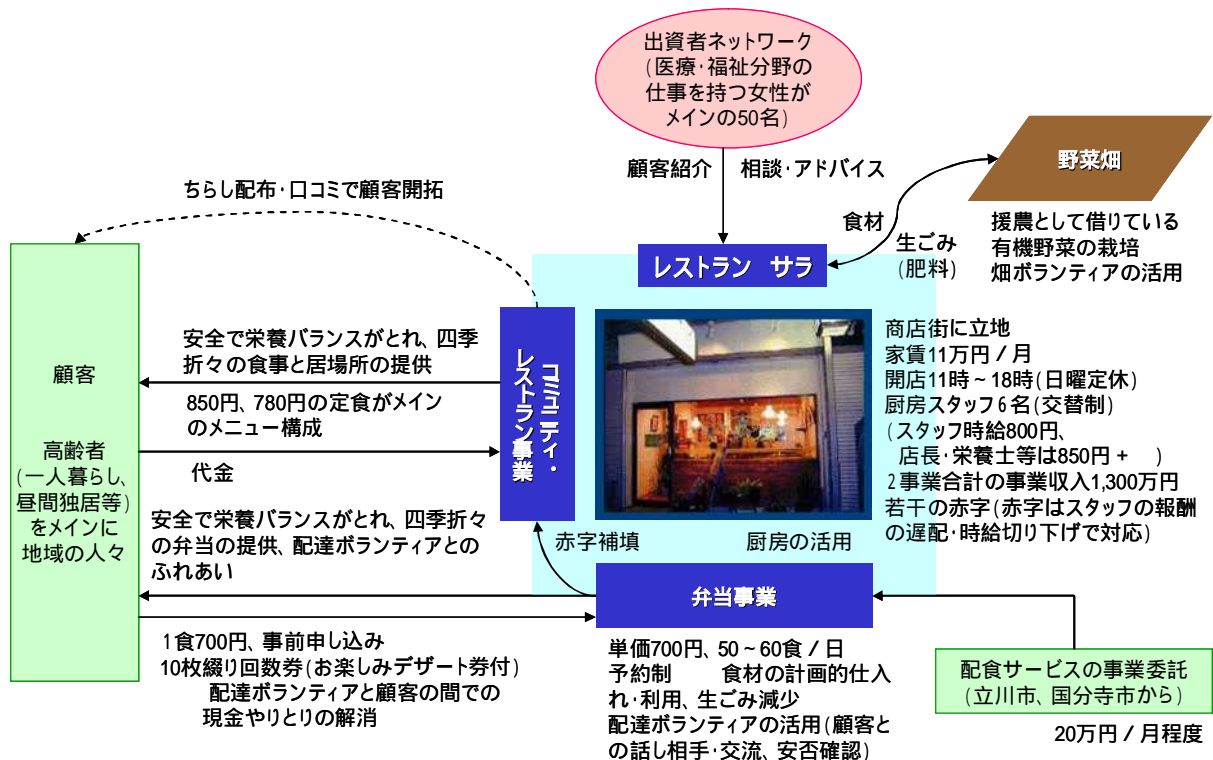 出資者ネットワーク
(医療・福祉分野の
仕事を持つ女性が
メインの50名)
顧客紹介
相談・アドバイス
野菜畑
援農として借りている
有機野菜の栽培
畑ボランティアの活用
食材
生ごみ
(肥料)
ちらし配布・口コミで顧客開拓
レストラン サラ
コミュニティ・
レストラン事業
顧客
高齢者
(一人暮らし、
昼間独居等)
をメインに
地域の人々
安全で栄養バランスがとれ、四季
折々の食事と居場所の提供
850円、780円の定食がメイン
のメニュー構成
代金
安全で栄養バランスがとれ、四季折々
の弁当の提供、配達ボランティアとの
ふれあい
1食700円、事前申し込み
10枚綴り回数券(お楽しみデザート券付)
配達ボランティアと顧客の間での
現金やりとりの解消
商店街に立地
家賃11万円/月
開店11時~18時(日曜定休)
厨房スタッフ6名(交替制)
(スタッフ時給800円、
店長・栄養士等は850円+ )
2事業合計の事業収入1,300万円
若干の赤字(赤字はスタッフの報酬
の遅配・時給切り下げで対応)
赤字補填
厨房の活用
弁当事業
単価700円、50~60食/日
予約制 食材の計画的仕入
れ・利用、生ごみ減少
配達ボランティアの活用(顧客と
の話し相手・交流、安否確認)
配食サービスの事業委託
(立川市、国分寺市から)
20万円/月程度